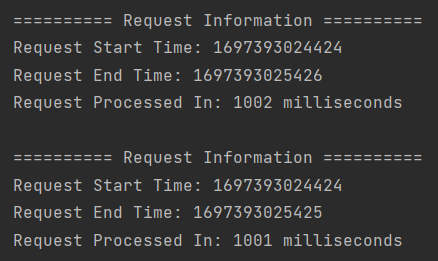 ========== Request Information ==========
Request Start Time: 1697393024424
Request End Time: 1697393025426
Request Processed In: 1002 milliseconds

========== Request Information ==========
Request Start Time: 1697393024424
Request End Time: 1697393025425
Request Processed In: 1001 milliseconds